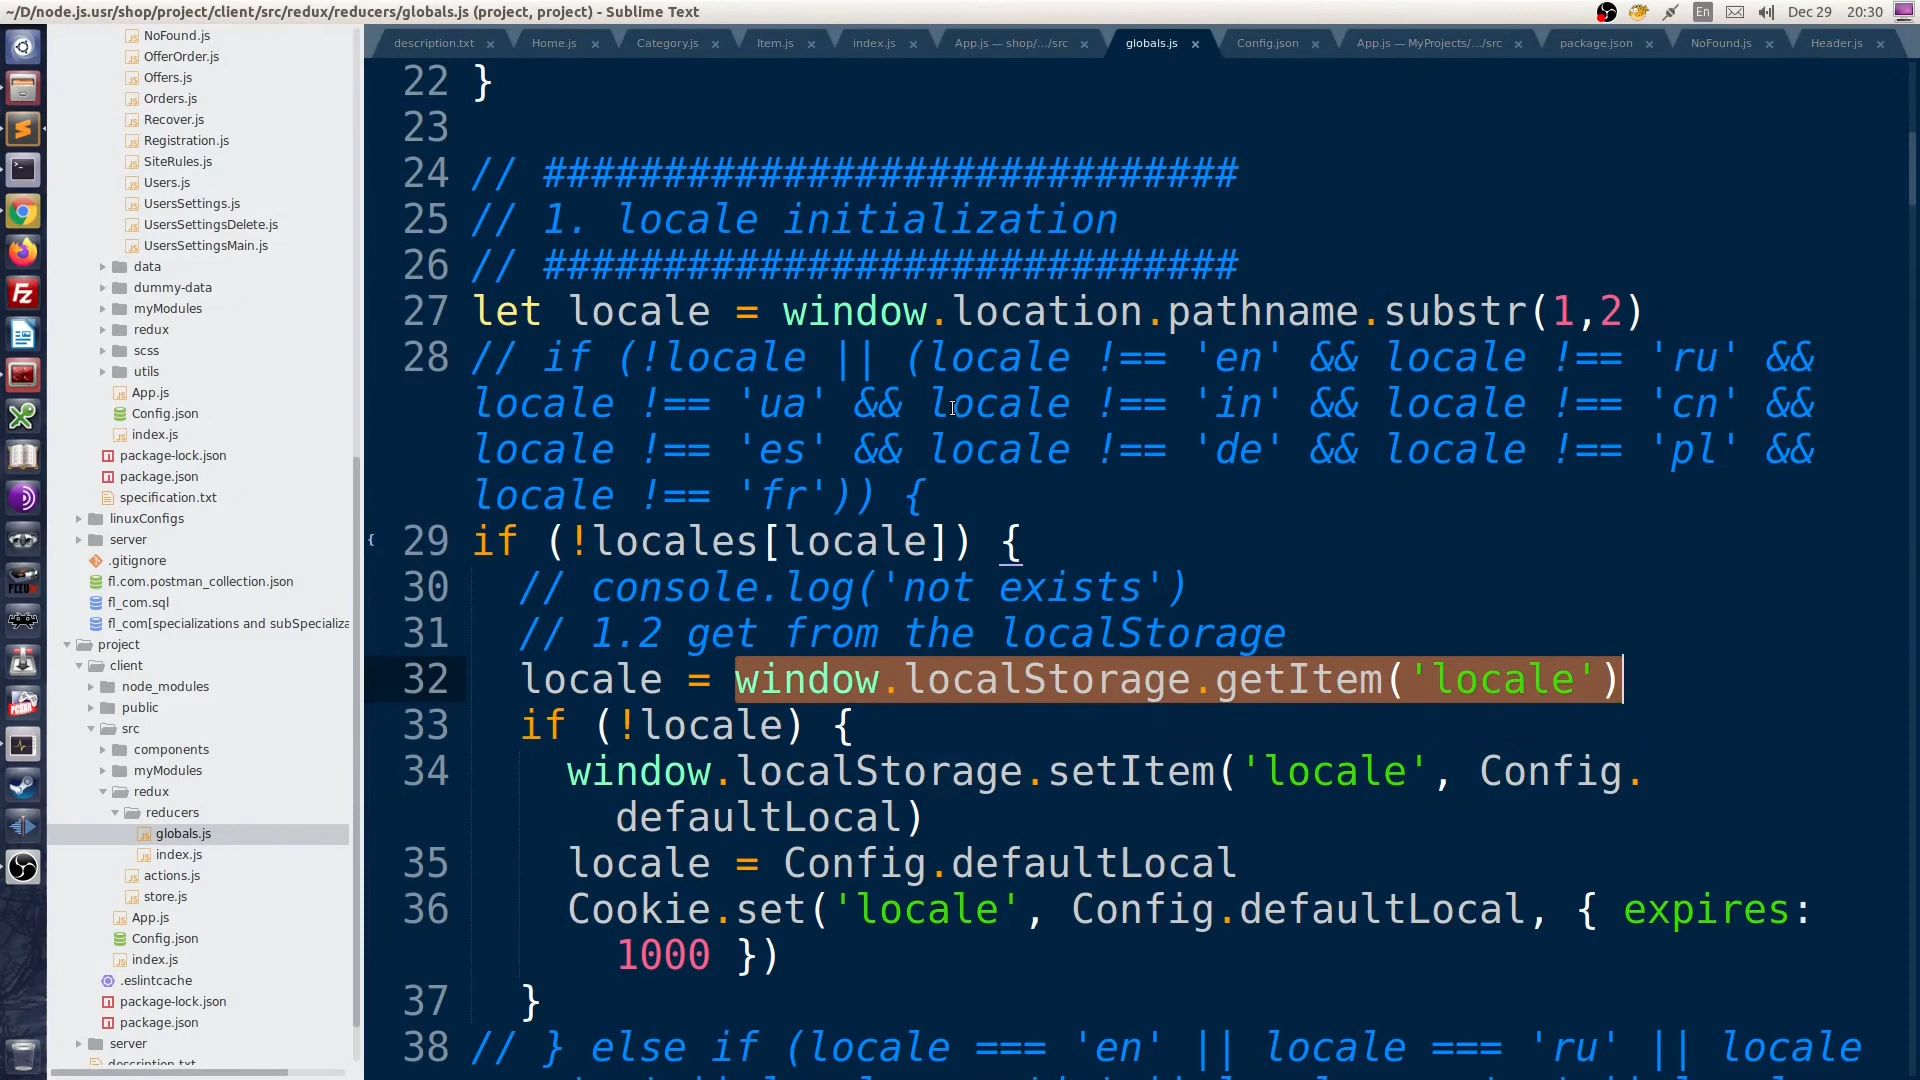 ~/D/node.js.usr/shop/project/client/src/redux/reducers/globals.js (project, project) - Sublime Text
En
Dec 29
20:30
description.txt
Home.js
Category.js
Item.js
index.js
App.js — shop/.../src
globals.js
Config.json
App.js — MyProjects/.../src
package.json
NoFound.js
Header.js
NoFound.js
OfferOrder.js
Offers.js
Orders.js
Recover.js
Registration.js
SiteRules.js
Users.js
UsersSettings.js
UsersSettingsDelete.js
UsersSettingsMain.js
data
dummy-data
myModules
redux
scss
utils
App.js
Config.json
index.js
package-lock.json
package.json
specification.txt
linuxConfigs
server
.gitignore
fl.com.postman_collection.json
fl_com.sql
fl_com[specializations and subSpecializa
project
client
node_modules
public
src
components
myModules
redux
reducers
globals.js
index.js
actions.js
store.js
App.js
Config.json
index.js
.eslintcache
package-lock.json
package.json
server
description.txt
22 }
23
24 // #############################
25 // 1. locale initialization
26 // #############################
27 let locale = window.location.pathname.substr(1,2)
28 // if (!locale || (locale !== 'en' && locale !== 'ru' &&
locale !== 'ua' && locale !== 'in' && locale !== 'cn' &&
locale !== 'es' && locale !== 'de' && locale !== 'pl' &&
locale !== 'fr')) {
29 if (!locales[locale]) {
30 // console.log('not exists')
31 // 1.2 get from the localStorage
32 locale = window.localStorage.getItem('locale')
33 if (!locale) {
34 window.localStorage.setItem('locale', Config.
defaultLocal)
35 locale = Config.defaultLocal
36 Cookie.set('locale', Config.defaultLocal, { expires:
1000 })
37 }
38 // } else if (locale === 'en' || locale === 'ru' || locale